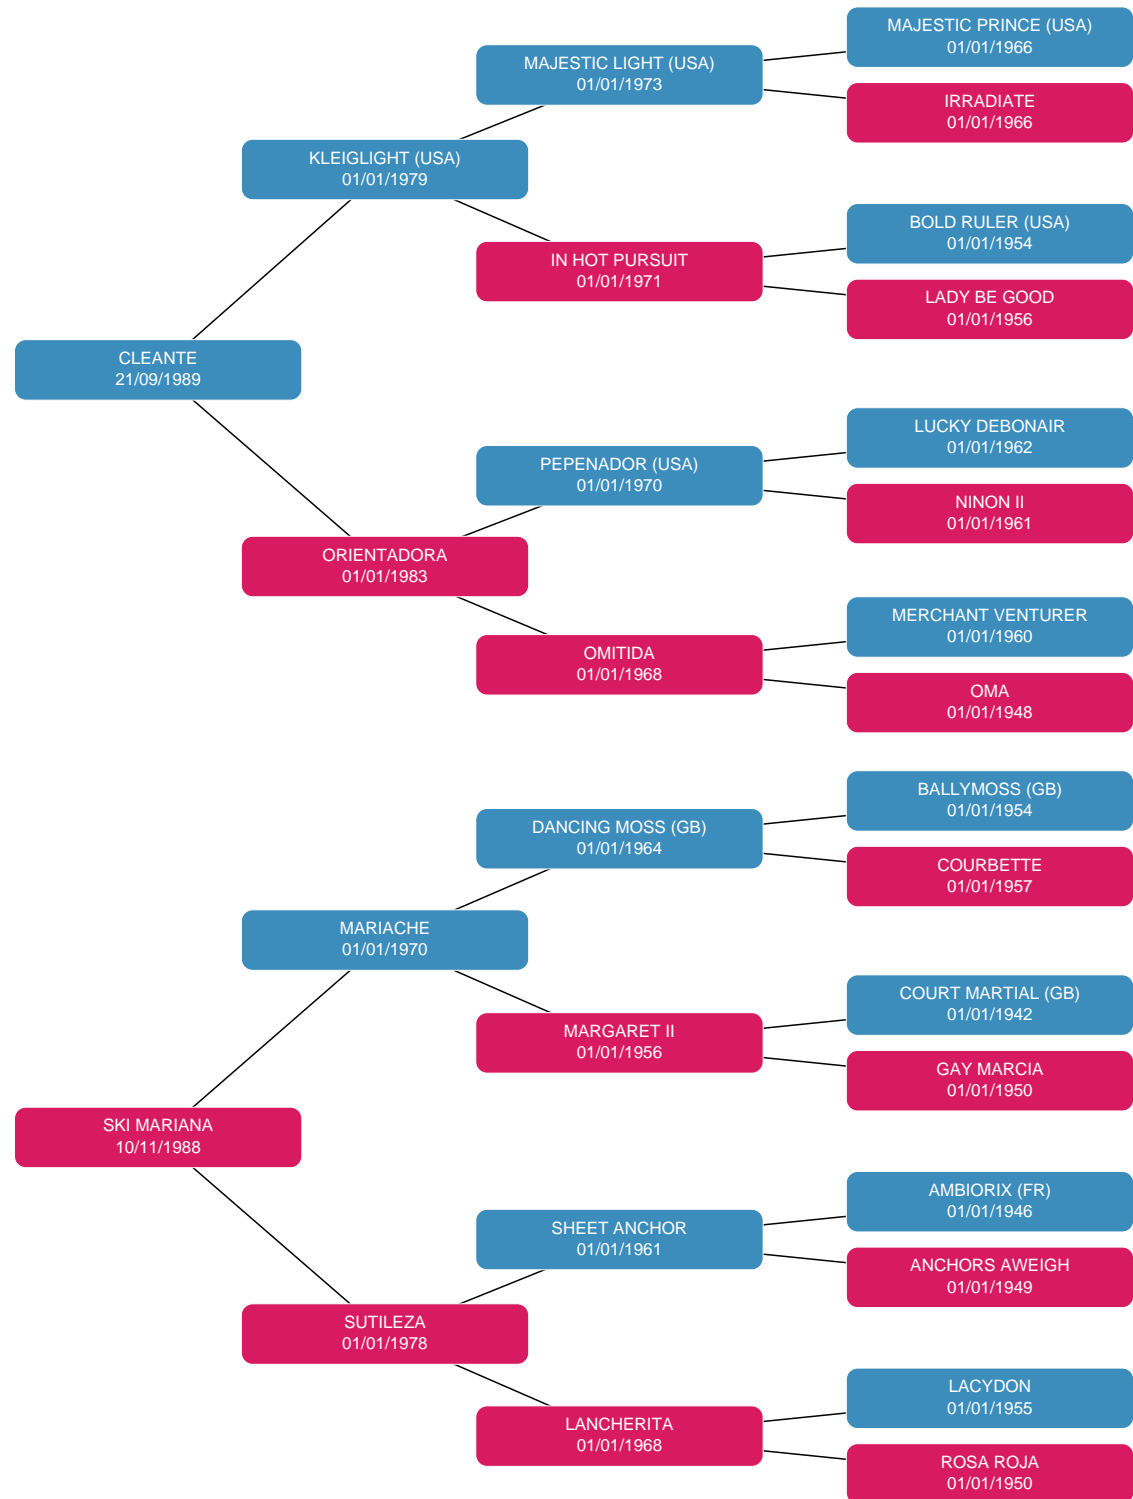 MAJESTIC PRINCE (USA)
01/01/1966
MAJESTIC LIGHT (USA)
01/01/1973
IRRADIATE
01/01/1966
KLEIGLIGHT (USA)
01/01/1979
BOLD RULER (USA)
01/01/1954
IN HOT PURSUIT
01/01/1971
LADY BE GOOD
01/01/1956
CLEANTE
21/09/1989
LUCKY DEBONAIR
01/01/1962
PEPENADOR (USA)
01/01/1970
NINON II
01/01/1961
ORIENTADORA
01/01/1983
MERCHANT VENTURER
01/01/1960
OMITIDA
01/01/1968
OMA
01/01/1948
BALLYMOSS (GB)
01/01/1954
DANCING MOSS (GB)
01/01/1964
COURBETTE
01/01/1957
MARIACHE
01/01/1970
COURT MARTIAL (GB)
01/01/1942
MARGARET II
01/01/1956
GAY MARCIA
01/01/1950
SKI MARIANA
10/11/1988
AMBIORIX (FR)
01/01/1946
SHEET ANCHOR
01/01/1961
ANCHORS AWEIGH
01/01/1949
SUTILEZA
01/01/1978
LACYDON
01/01/1955
LANCHERITA
01/01/1968
ROSA ROJA
01/01/1950